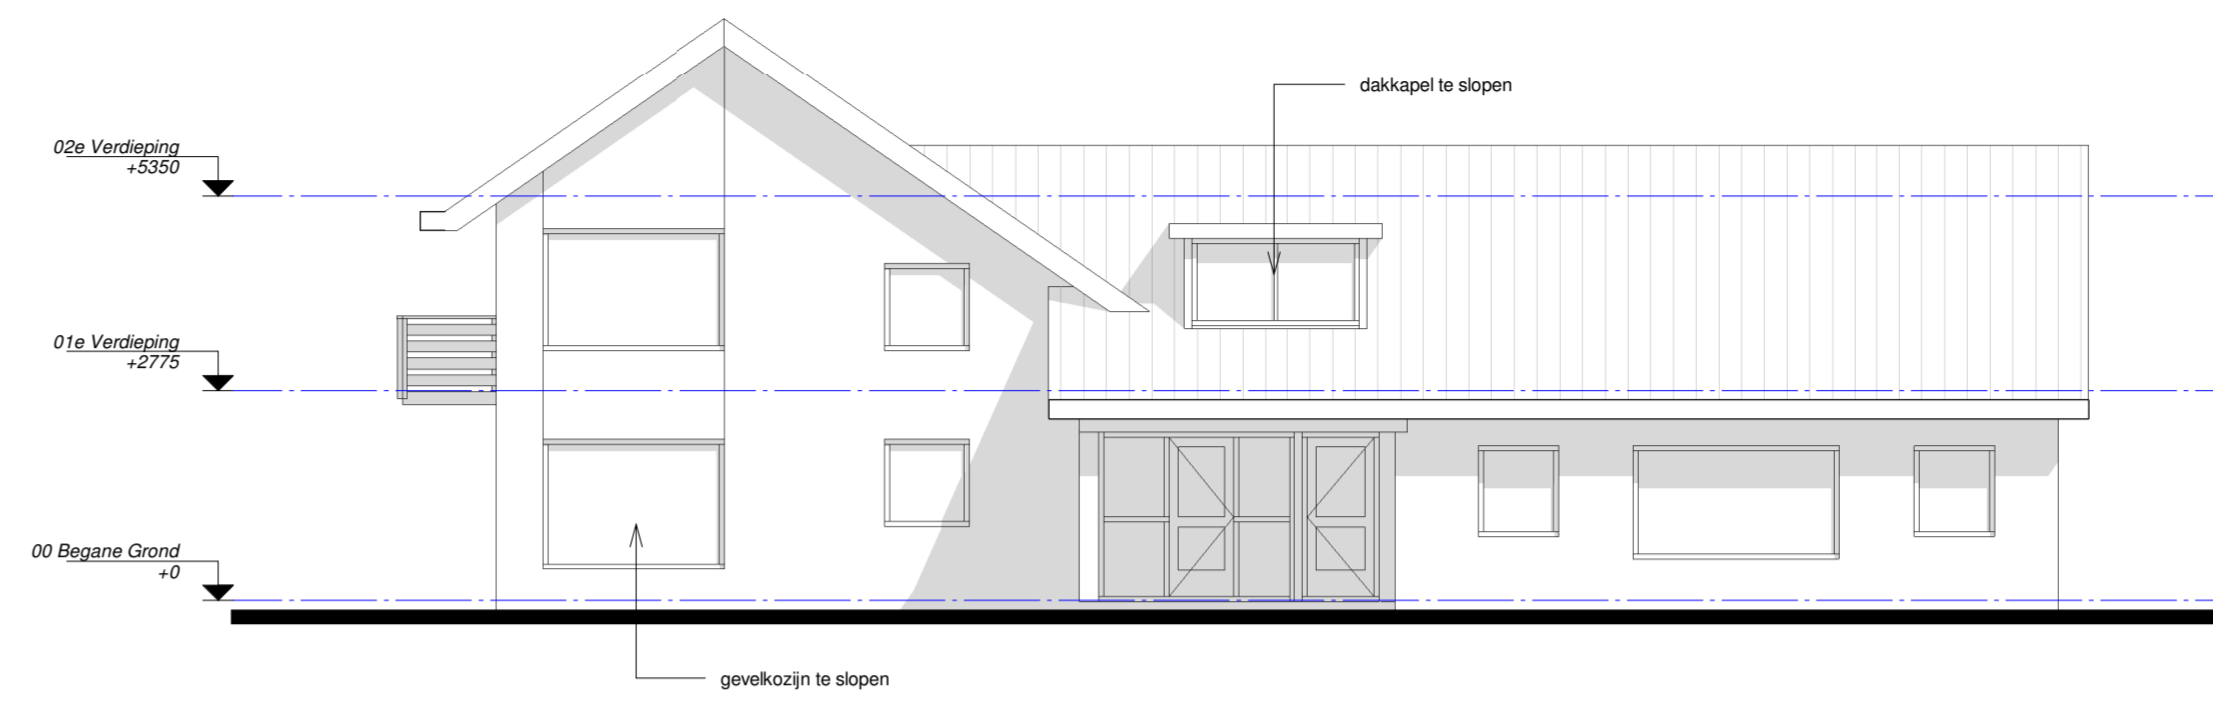 dakkapel te slopen
02e Verdieping
+5350
01e Verdieping
+2775
00 Begane Grond
+0
gevelkozijn te slopen